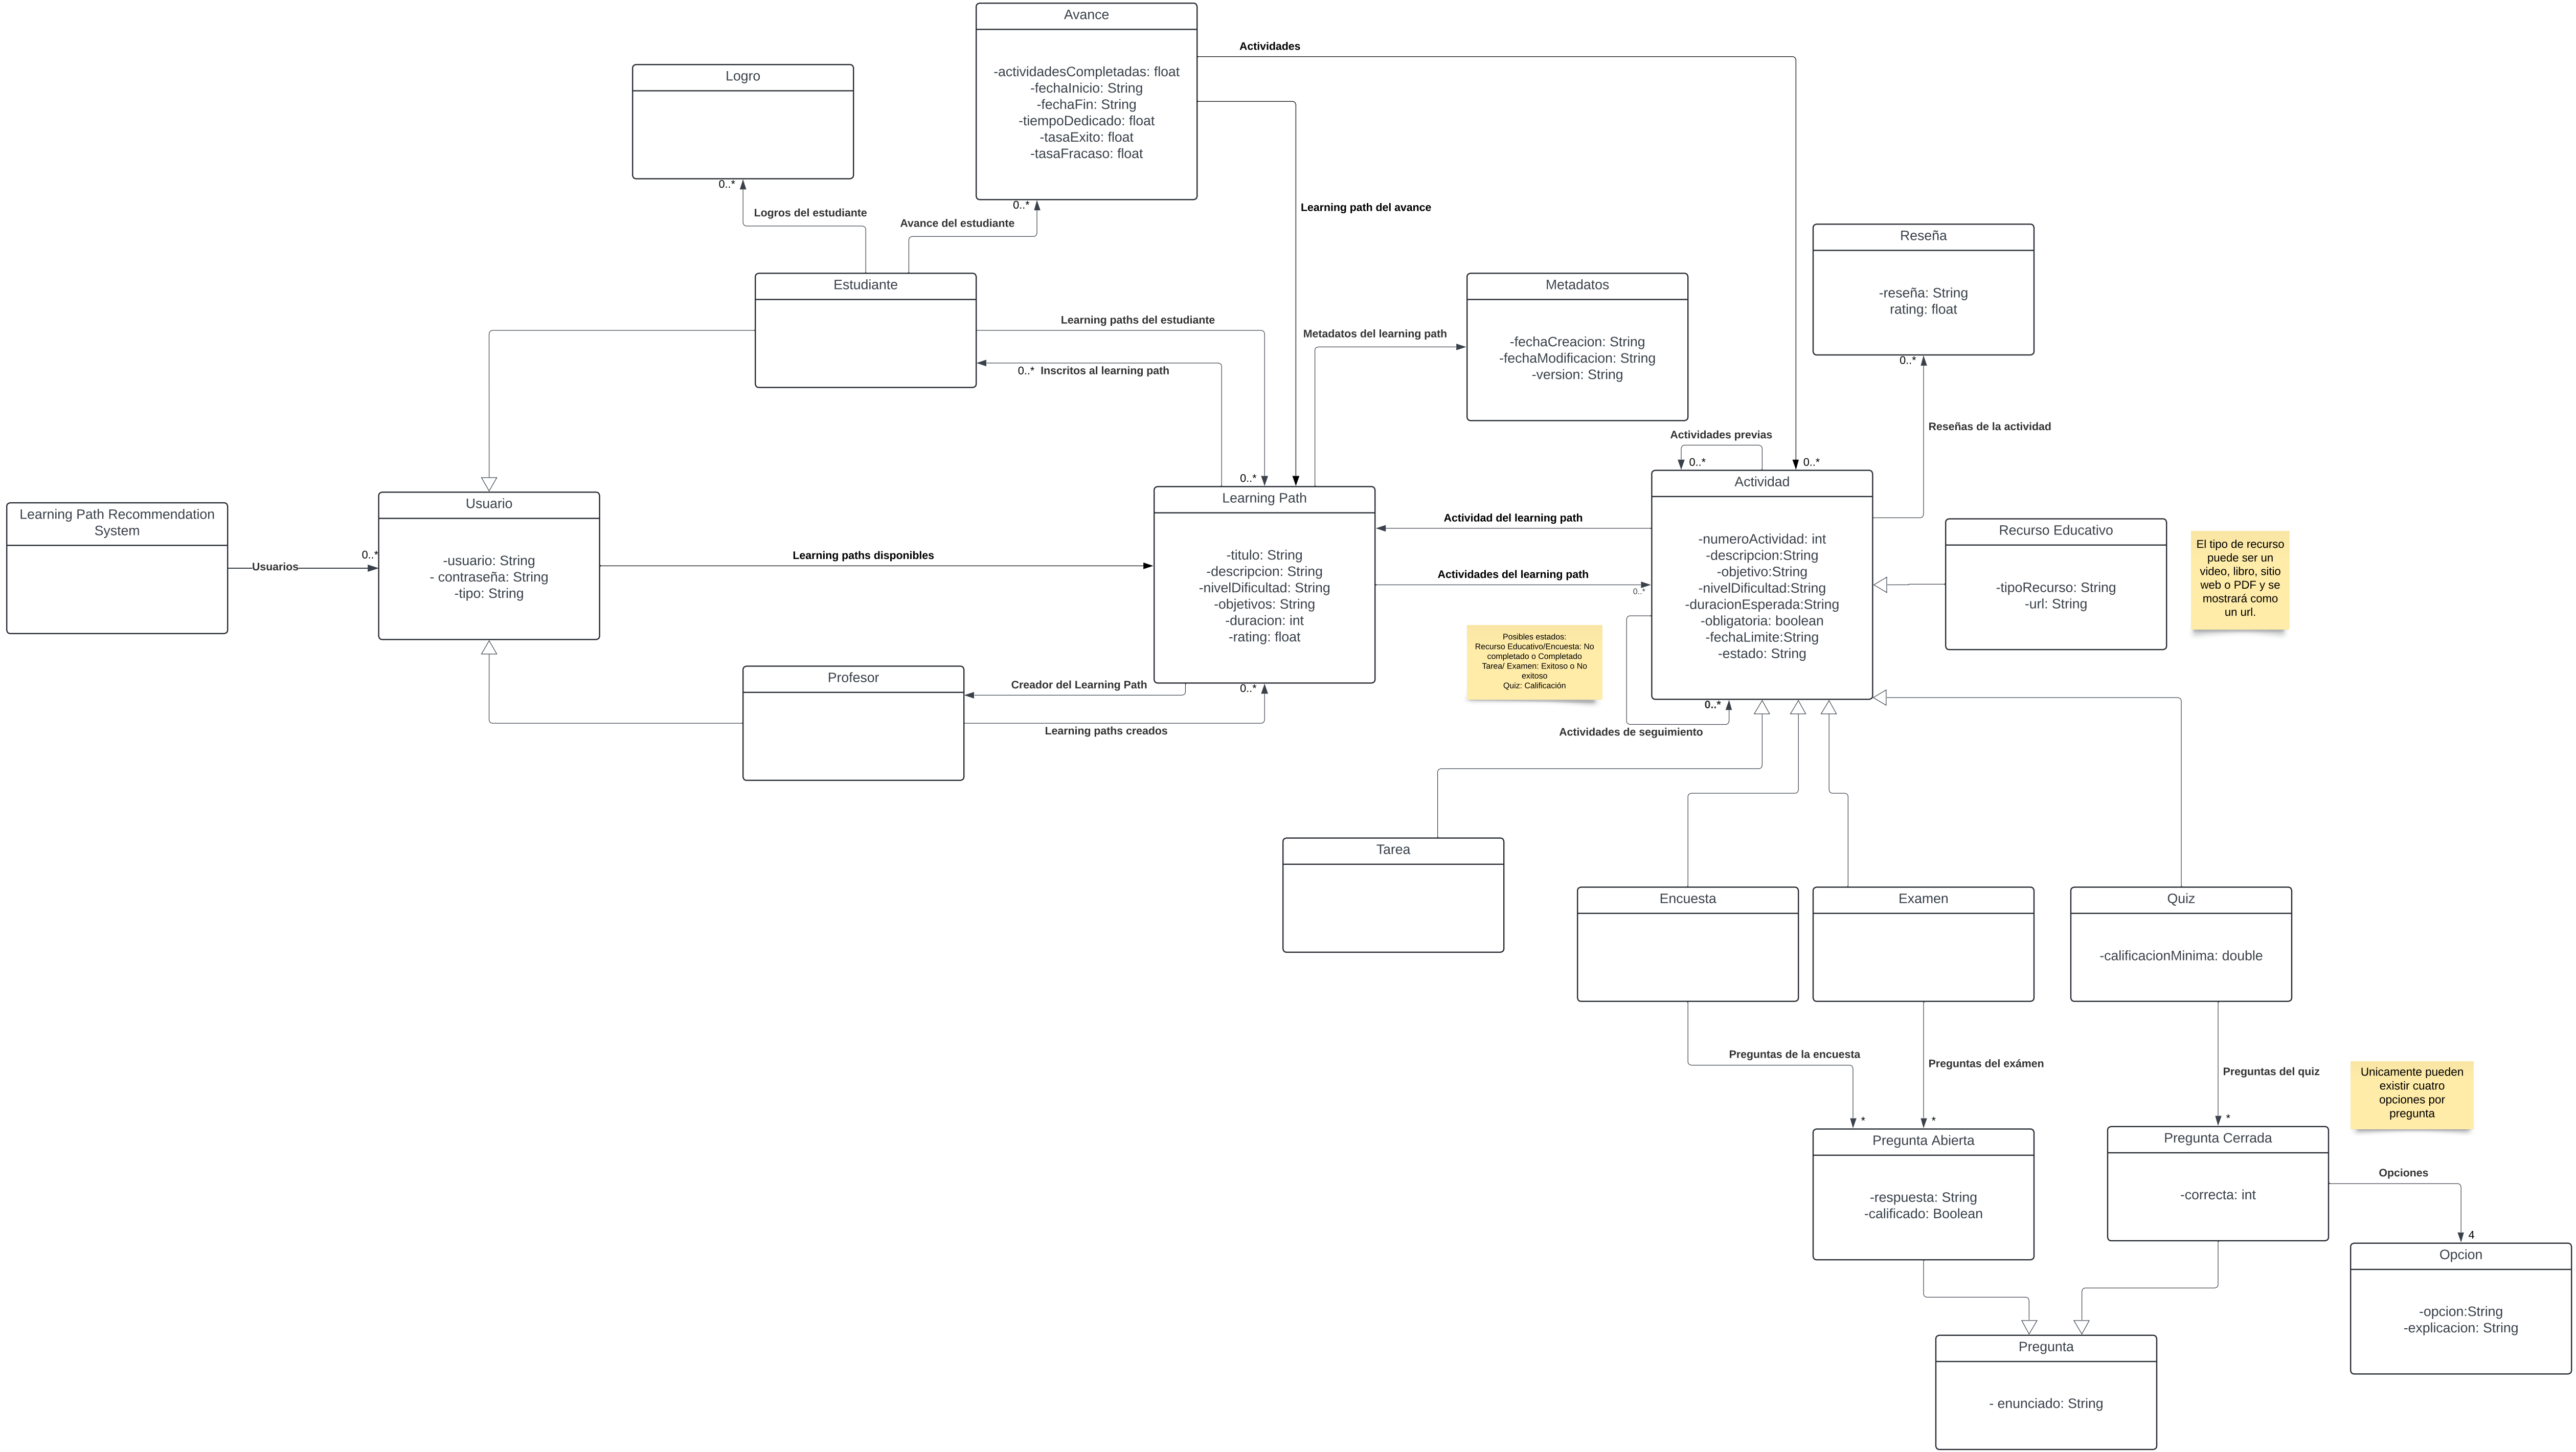 Avance
-actividadesCompletadas: float
-fechaInicio: String
-fechaFin: String
-tiempoDedicado: float
-tasaExito: float
-tasaFracaso: float
Actividades
Logro
0..*
Logros del estudiante
0..*
Avance del estudiante
Learning path del avance
Estudiante
Learning paths del estudiante
0..* Inscritos al learning path
Metadatos del learning path
Metadatos
-fechaCreacion: String
-fechaModificacion: String
-version: String
Reseña
-reseña: String
rating: float
0..*
Reseñas de la actividad
Actividades previas
0..*
0..*
0..*
Learning Path Recommendation
System
Usuarios
0..*
Usuario
-usuario: String
- contraseña: String
-tipo: String
Learning paths disponibles
Learning Path
-titulo: String
-descripcion: String
-nivelDificultad: String
-objetivos: String
-duracion: int
-rating: float
Actividad del learning path
Actividades del learning path
0..*
Actividad
-numeroActividad: int
-descripcion:String
-objetivo:String
-nivelDificultad:String
-duracionEsperada:String
-obligatoria: boolean
-fechaLimite:String
-estado: String
Recurso Educativo
-tipoRecurso: String
-url: String
El tipo de recurso
puede ser un
video, libro, sitio
web o PDF y se
mostrará como
un url.
Posibles estados:
Recurso Educativo/Encuesta: No
completado o Completado
Tarea/ Examen: Exitoso o No
exitoso
Quiz: Calificación
Profesor
Creador del Learning Path
0..*
Learning paths creados
0..*
Actividades de seguimiento
Tarea
Encuesta
Examen
Quiz
-calificacionMinima: double
Preguntas de la encuesta
Preguntas del exámen
Preguntas del quiz
Unicamente pueden
existir cuatro
opciones por
pregunta
*
*
*
Pregunta Abierta
-respuesta: String
-calificado: Boolean
Pregunta Cerrada
-correcta: int
Opciones
4
Opcion
-opcion:String
-explicacion: String
Pregunta
- enunciado: String